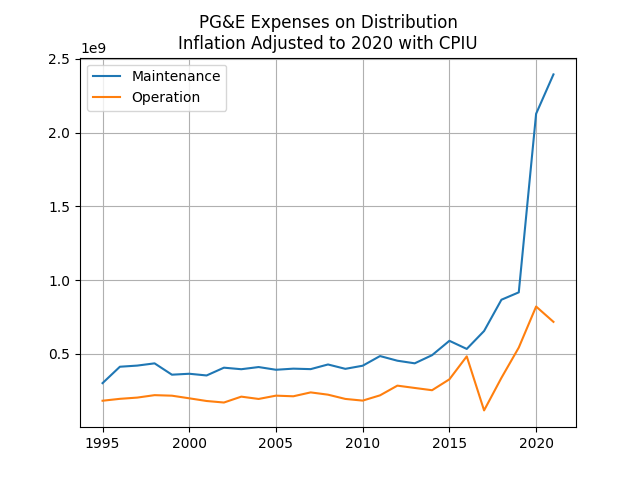 PG&E Expenses on Distribution
Inflation Adjusted to 2020 with CPIU
1e9
2.5
2.0
1.5
1.0
0.5
Maintenance
Operation
1995 2000 2005 2010 2015 2020